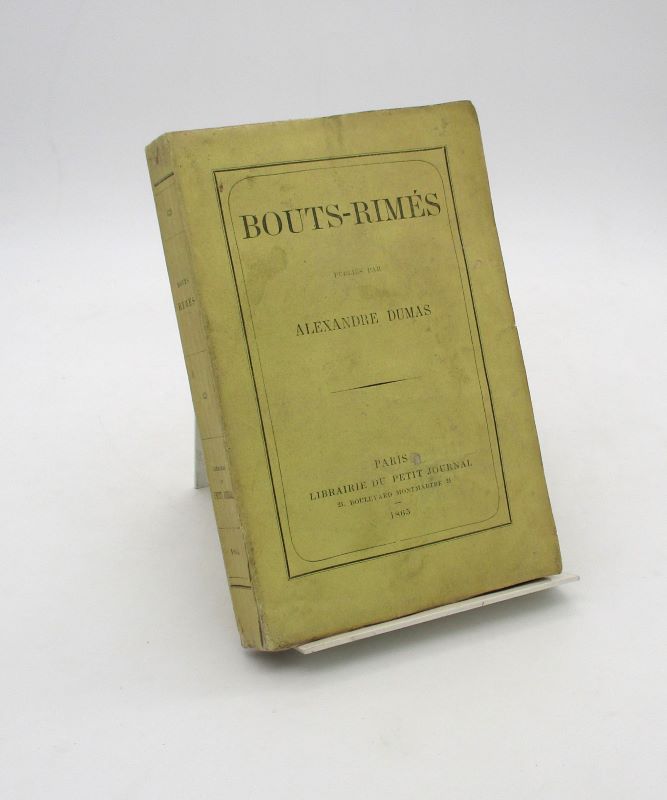 BOUTS-RIMÉS
PUBLIÉS PAR
ALEXANDRE DUMAS
PARIS
LIBRAIRIE DU PETIT JOURNAL
21, BOULEVARD MONTMARTRE 21
1865
BOUTS-
RIMÉS